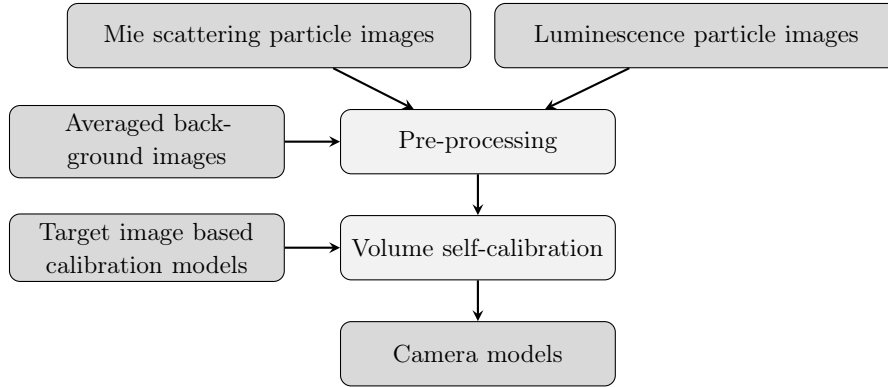 Mie scattering particle images
Luminescence particle images
Averaged back-
ground images
Pre-processing
Target image based
calibration models
Volume self-calibration
Camera models